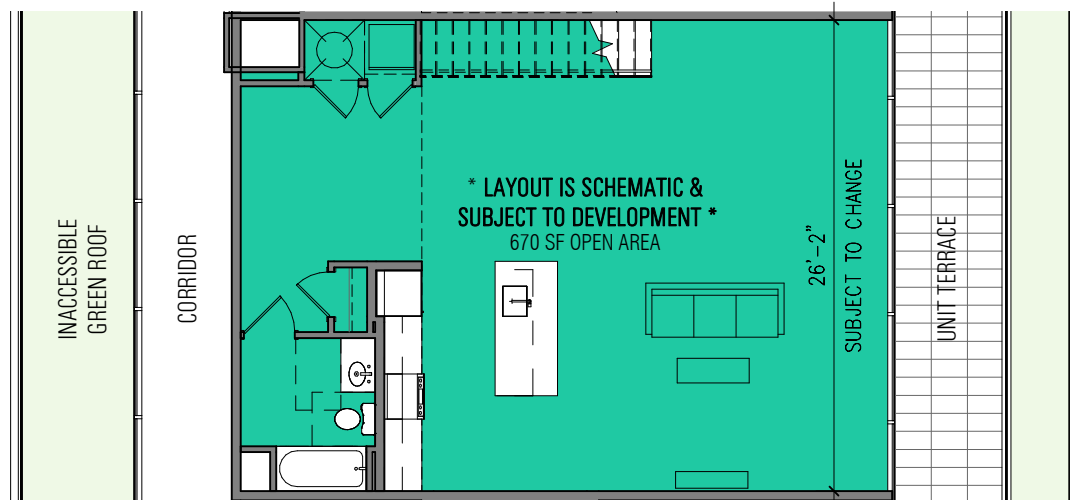 INACCESSIBLE
GREEN ROOF
CORRIDOR
* LAYOUT IS SCHEMATIC &
SUBJECT TO DEVELOPMENT *
670 SF OPEN AREA
26'-2"
SUBJECT TO CHANGE
UNIT TERRACE